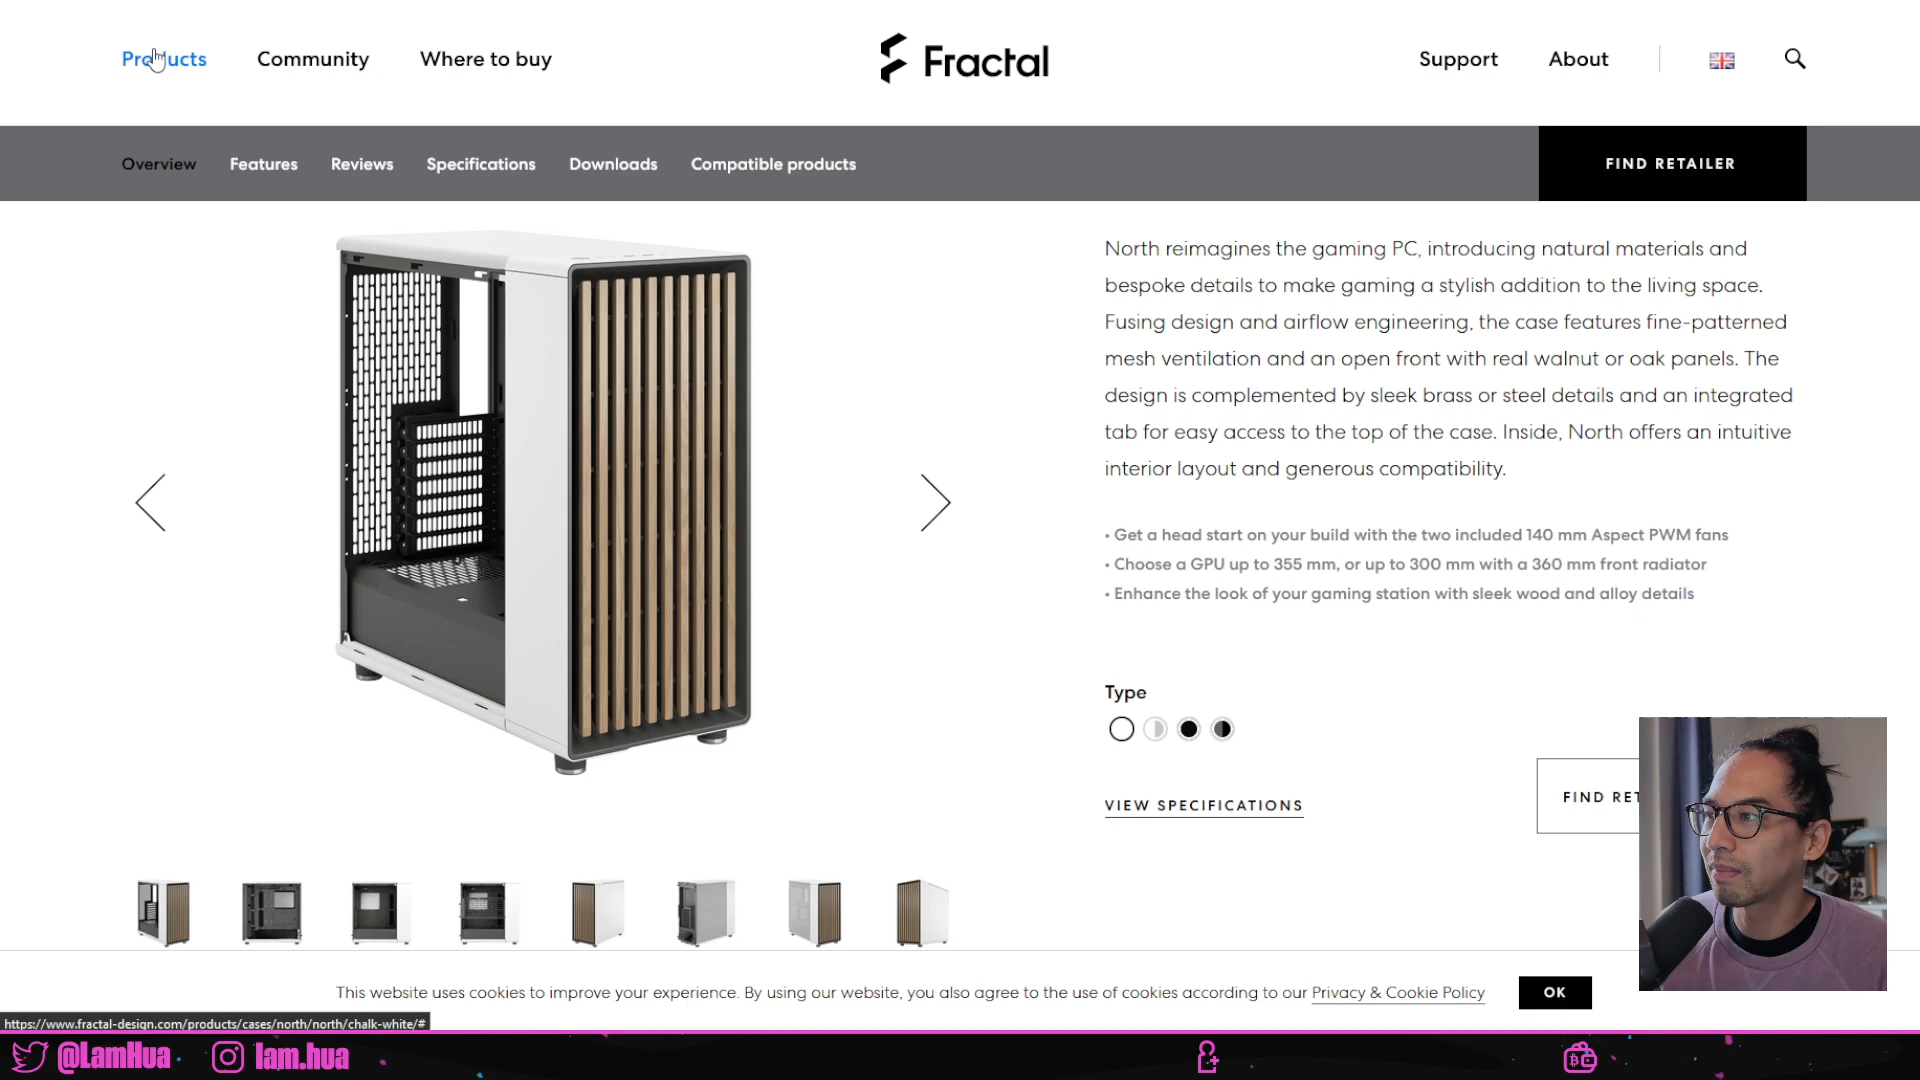 Products
Community
Where to buy
Fractal
Support
About
Overview
Features
Reviews
Specifications
Downloads
Compatible products
FIND RETAILER
North reimagines the gaming PC, introducing natural materials and
bespoke details to make gaming a stylish addition to the living space.
Fusing design and airflow engineering, the case features fine-patterned
mesh ventilation and an open front with real walnut or oak panels. The
design is complemented by sleek brass or steel details and an integrated
tab for easy access to the top of the case. Inside, North offers an intuitive
interior layout and generous compatibility.
• Get a head start on your build with the two included 140 mm Aspect PWM fans
• Choose a GPU up to 355 mm, or up to 300 mm with a 360 mm front radiator
• Enhance the look of your gaming station with sleek wood and alloy details
Type
VIEW SPECIFICATIONS
FIND RET
This website uses cookies to improve your experience. By using our website, you also agree to the use of cookies according to our Privacy & Cookie Policy
OK
https://www.fractal-design.com/products/cases/north/north/chalk-white/#
@LamHua
lam.hua